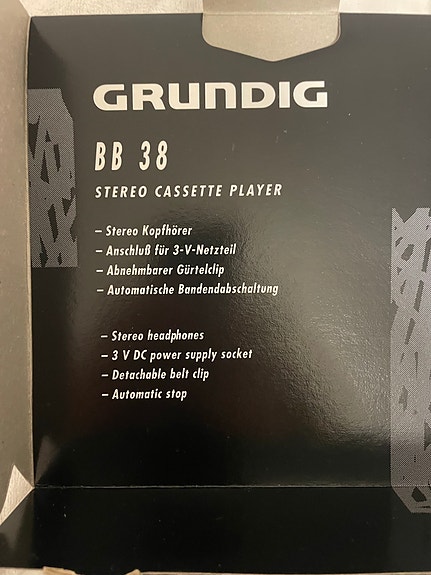 GRUNDIG
BB 38
STEREO CASSETTE PLAYER
– Stereo Kopfhörer
– Anschluß für 3-V-Netzteil
– Abnehmbarer Gürtelclip
– Automatische Bandendabschaltung
– Stereo headphones
– 3 V DC power supply socket
– Detachable belt clip
– Automatic stop